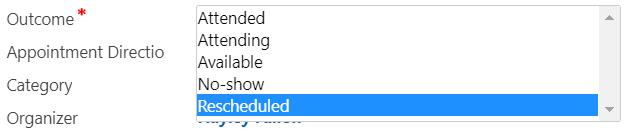 Outcome *
Attended
Attending
Appointment Directio
Available
Category
No-show
Rescheduled
Organizer